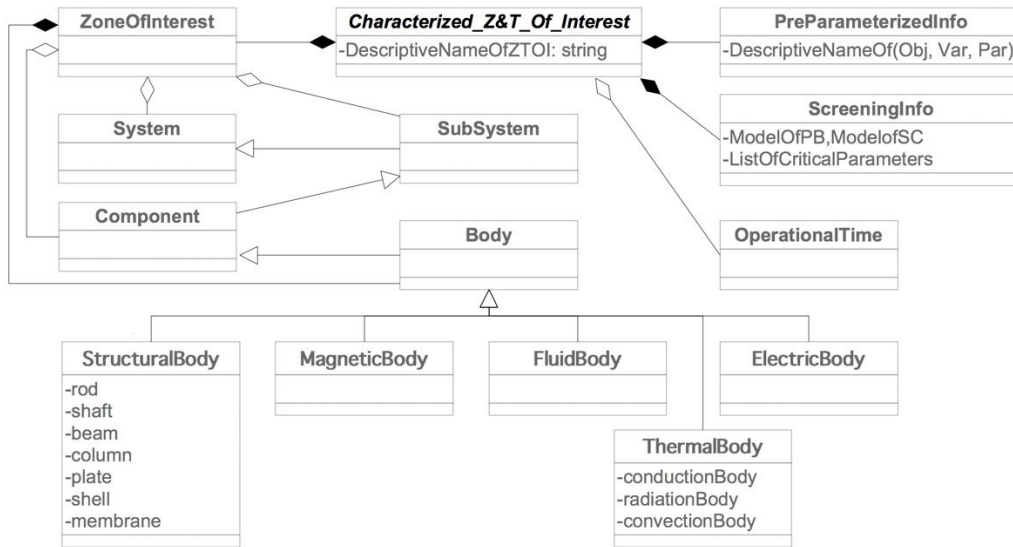 ZoneOfInterest
Characterized_Z&T_Of_Interest
-DescriptiveNameOfZTOI: string
PreParameterizedInfo
-DescriptiveNameOf(Obj, Var, Par)
ScreeningInfo
-ModelOfPB,ModelofSC
-ListOfCriticalParameters
System
SubSystem
Component
Body
OperationalTime
StructuralBody
-rod
-shaft
-beam
-column
-plate
-shell
-membrane
MagneticBody
FluidBody
ElectricBody
ThermalBody
-conductionBody
-radiationBody
-convectionBody